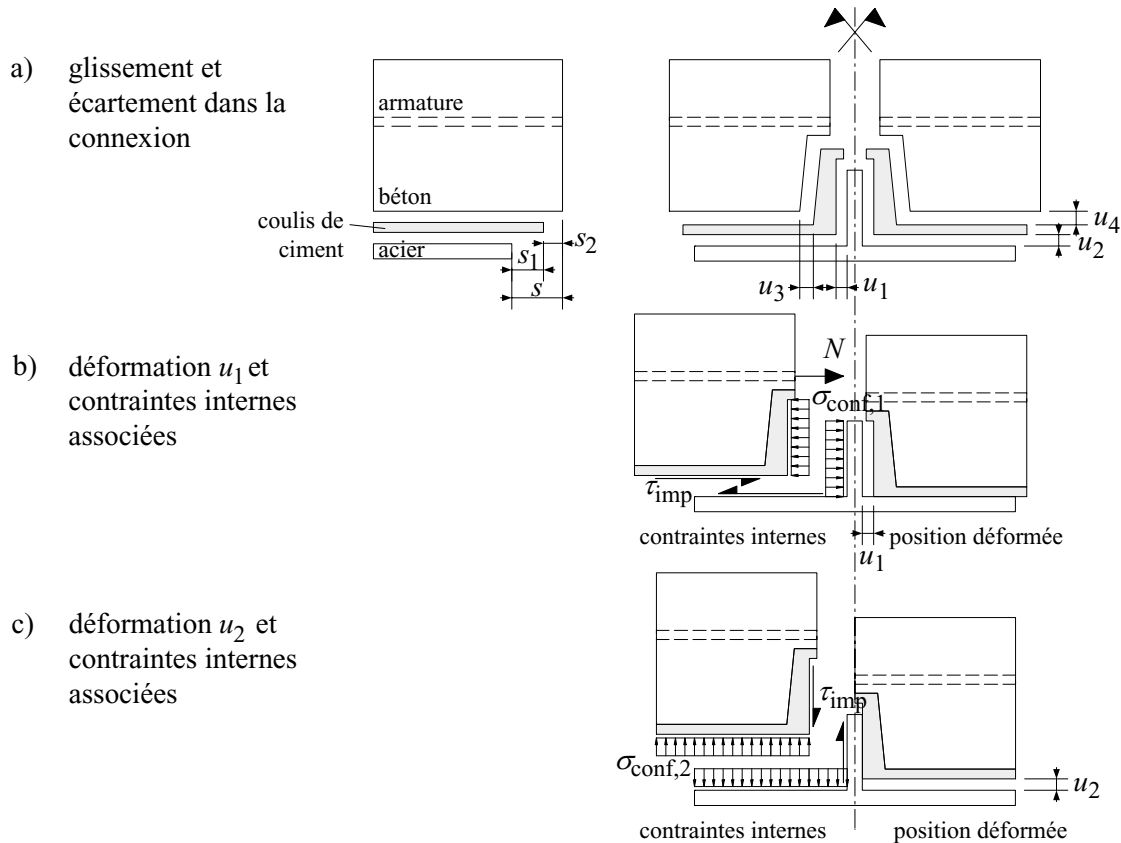 a) glissement et
écartement dans la
connexion
armature
béton
coulis de
ciment
acier
s1
s2
s
u4
u2
u3
u1
b) déformation u1 et
contraintes internes
associées
N
σconf,1
τimp
contraintes internes
position déformée
u1
c) déformation u2 et
contraintes internes
associées
τimp
σconf,2
u2
contraintes internes
position déformée